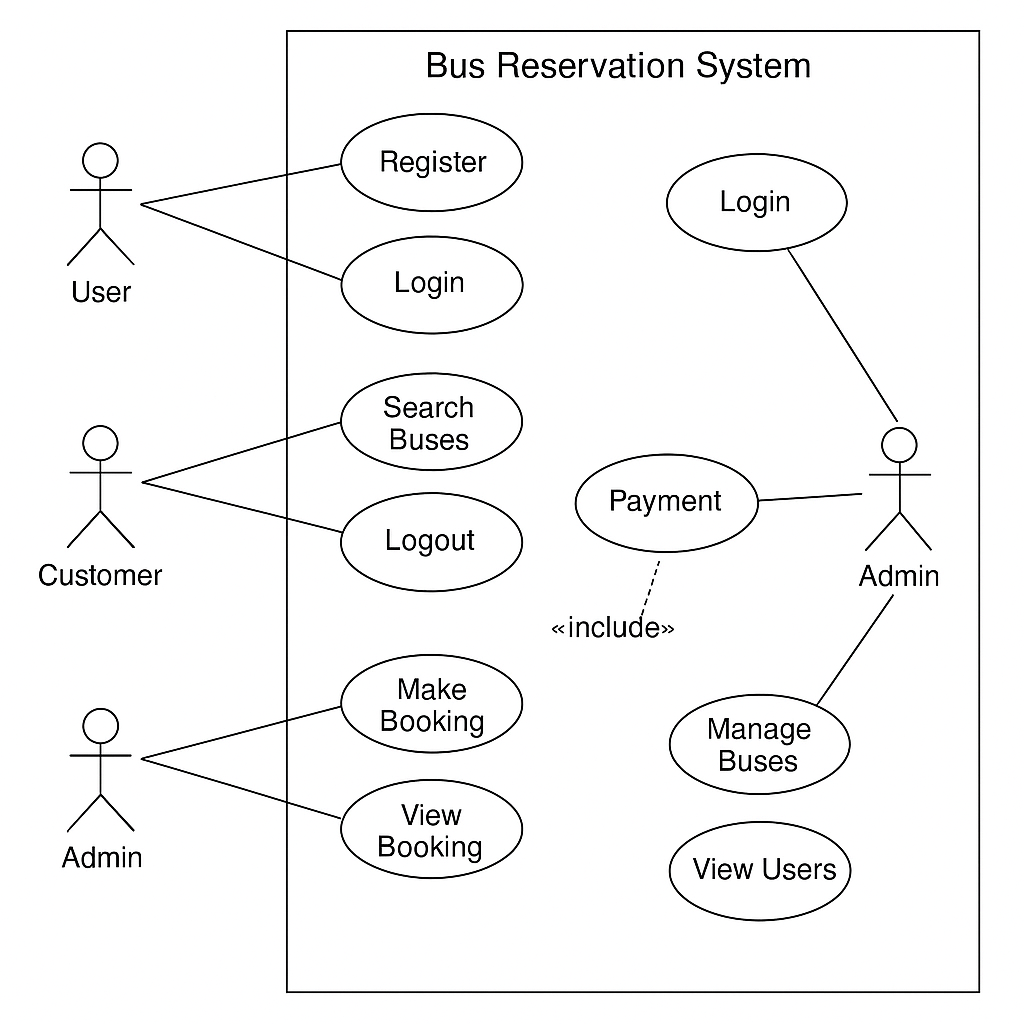 Bus Reservation System
Register
Login
User
Login
Search
Buses
Logout
Customer
Payment
Admin
«include»
Make
Booking
View
Booking
Admin
Manage
Buses
View Users